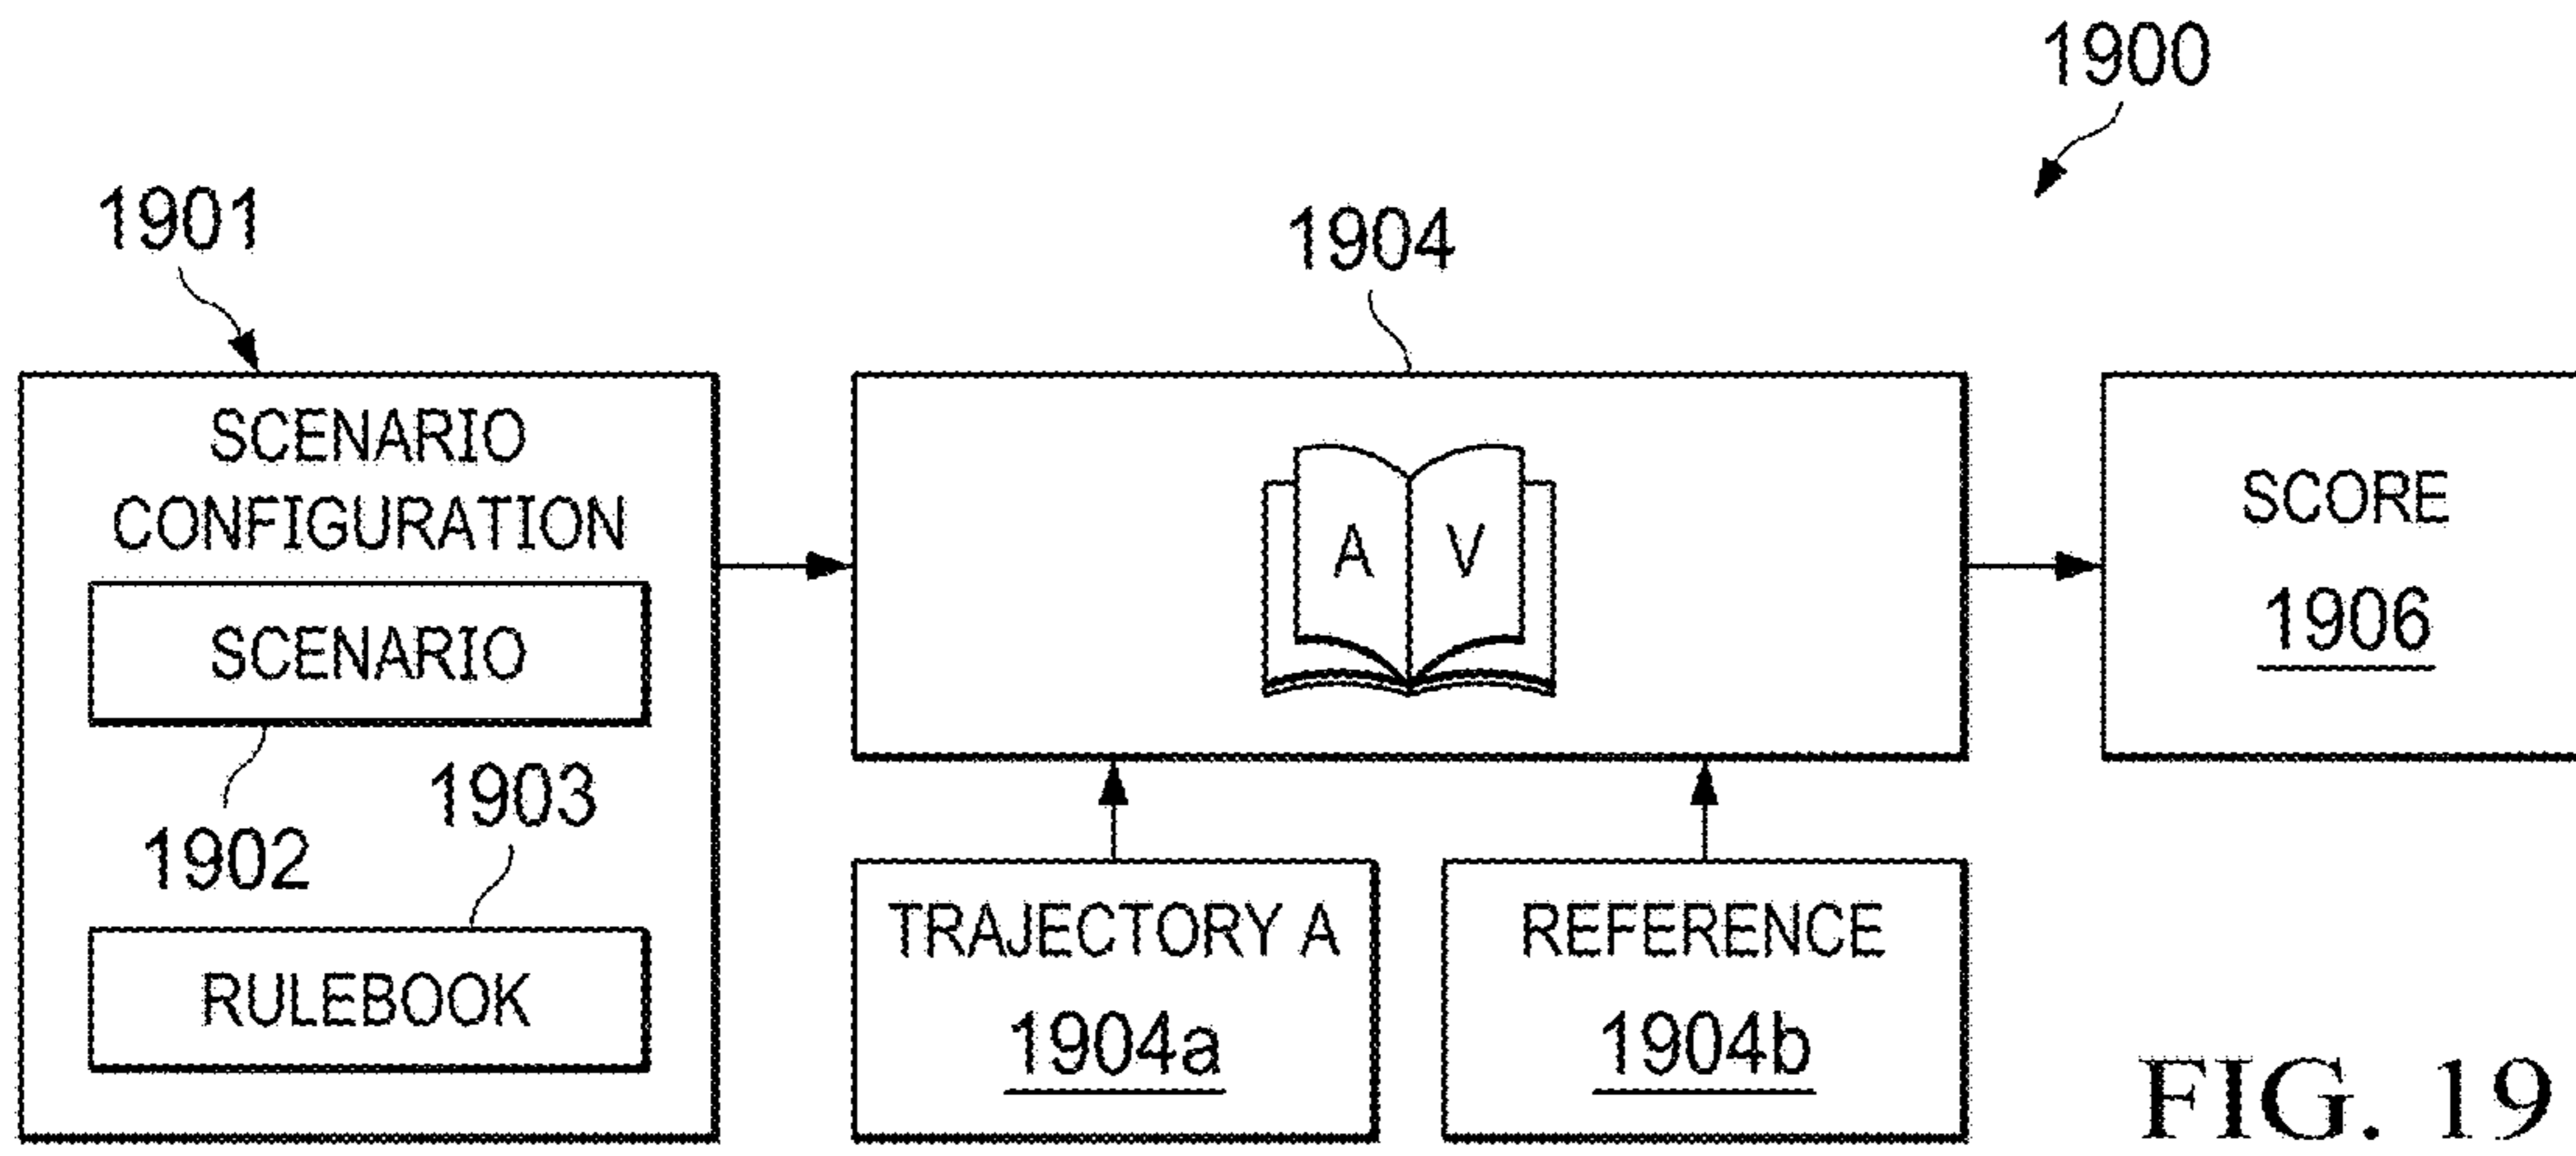 1900
1901
SCENARIO
CONFIGURATION
SCENARIO
1902
1903
RULEBOOK
1904
A V
TRAJECTORY A
1904a
REFERENCE
1904b
SCORE
1906
FIG. 19